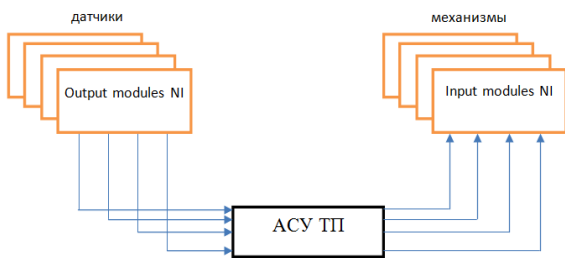 датчики
механизмы
Output modules NI
Input modules NI
АСУ ТП